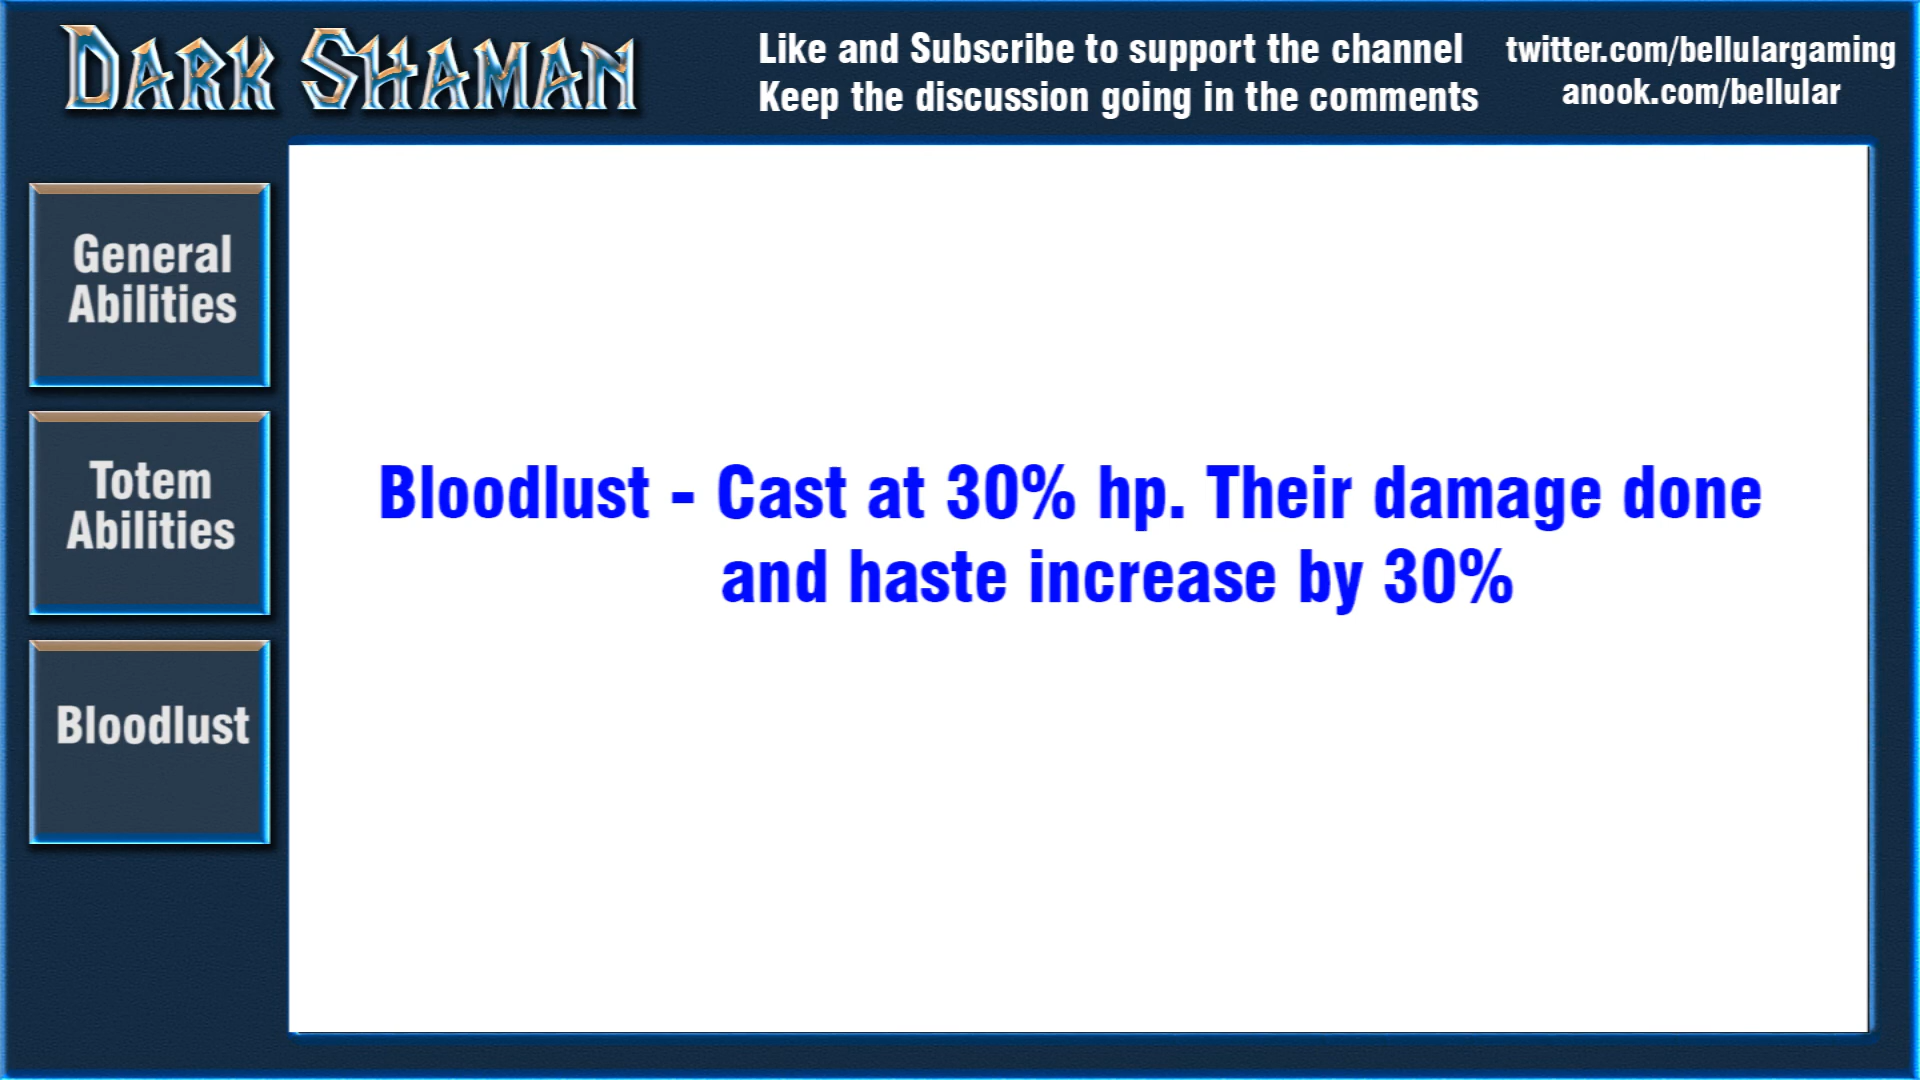 Dark Shaman
Like and Subscribe to support the channel
Keep the discussion going in the comments
twitter.com/bellulargaming
anook.com/bellular
General
Abilities
Totem
Abilities
Bloodlust
Bloodlust - Cast at 30% hp. Their damage done
and haste increase by 30%